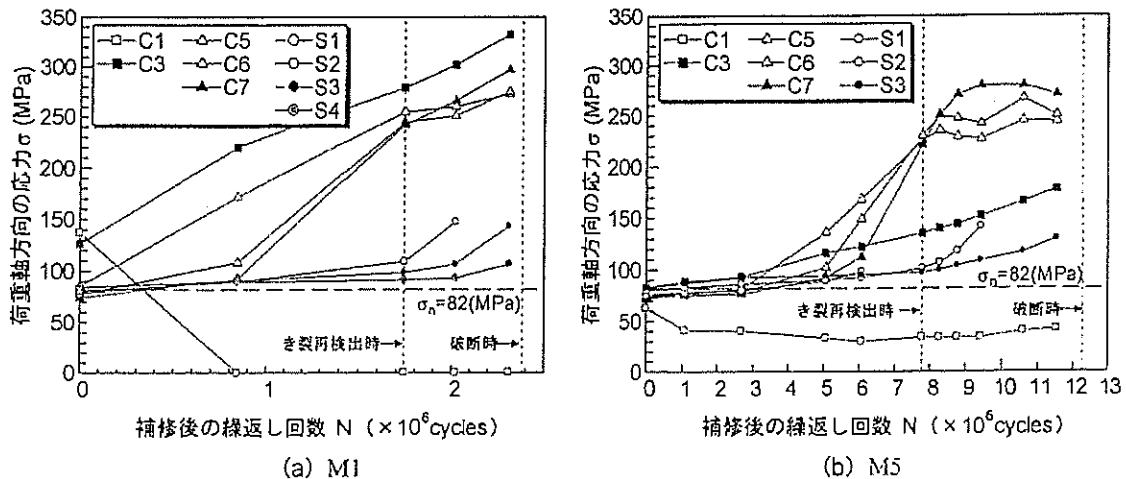 350
300
250
200
150
100
50
0
荷重軸方向の応力σ (MPa)
C1 C5 S1
C3 C6 S2
C7 S3
S4
σn=82(MPa)
き裂再検出時→
破断時→
0 1 2
補修後の繰返し回数 N (×10⁶cycles)
(a) M1
350
300
250
200
150
100
50
0
荷重軸方向の応力σ (MPa)
C1 C5 S1
C3 C6 S2
C7 S3
σn=82(MPa)
き裂再検出時→
破断時→
0 1 2 3 4 5 6 7 8 9 10 11 12 13
補修後の繰返し回数 N (×10⁶cycles)
(b) M5